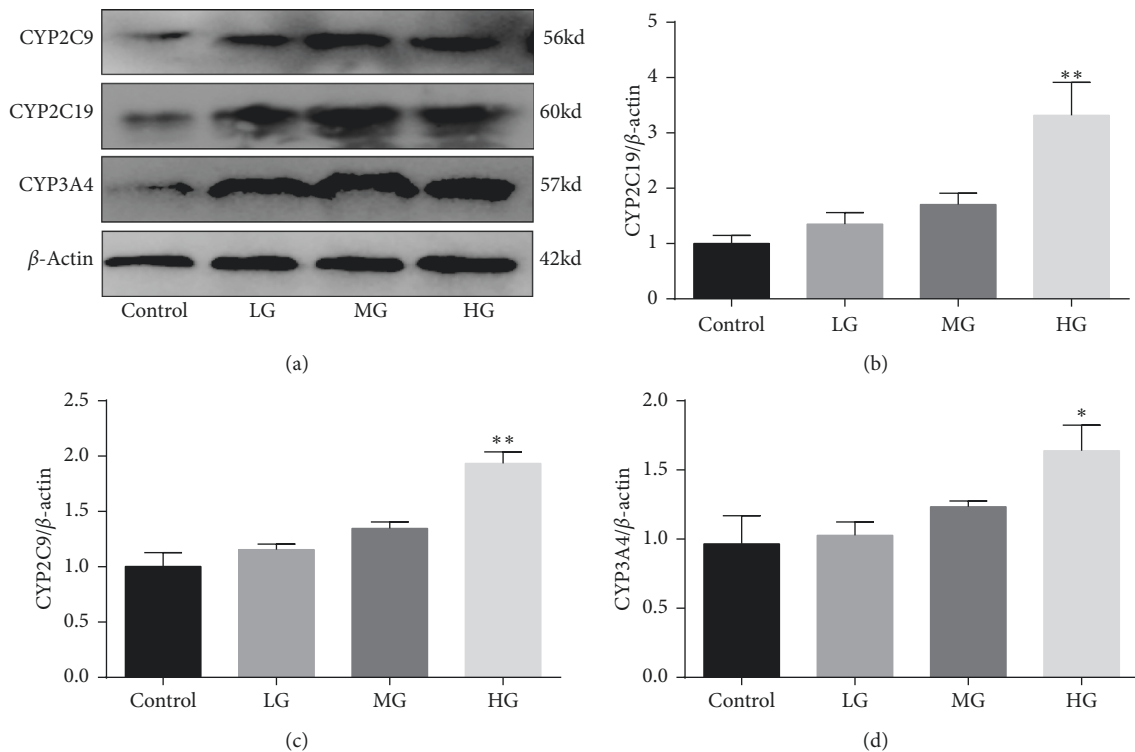 CYP2C9 56kd
CYP2C19 60kd
CYP3A4 57kd
β-Actin 42kd
Control LG MG HG
(a)
CYP2C19/β-actin
5
4
3
2
1
0
**
Control LG MG HG
(b)
CYP2C9/β-actin
2.5
2.0
1.5
1.0
0.5
0.0
**
Control LG MG HG
(c)
CYP3A4/β-actin
2.0
1.5
1.0
0.5
0.0
*
Control LG MG HG
(d)